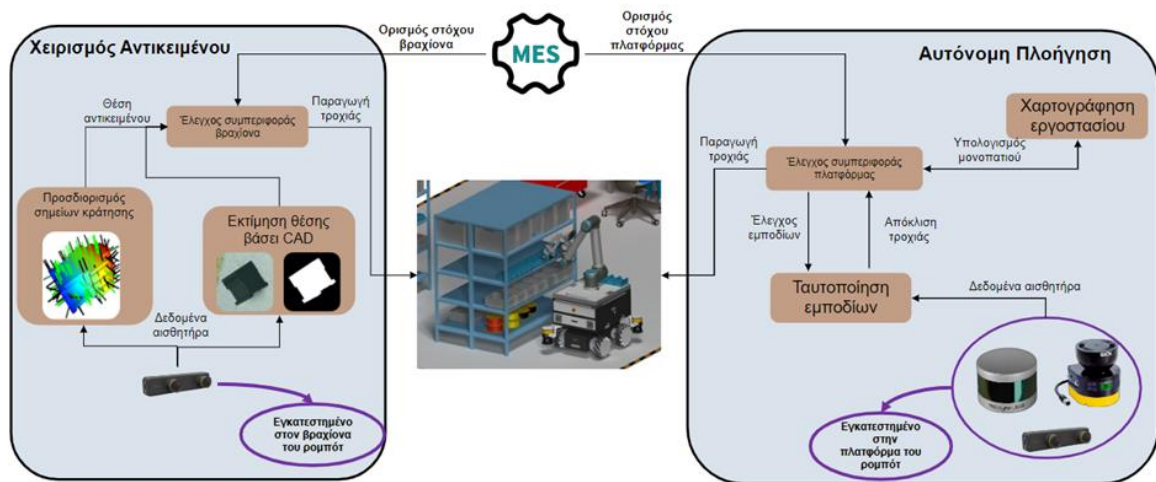 Χειρισμός Αντικειμένου
Ορισμός στόχου
βραχίονα
MES
Ορισμός
στόχου
πλατφόρμας
Αυτόνομη Πλοήγηση
Θέση
αντικειμένου
Έλεγχος συμπεριφοράς
βραχίονα
Παραγωγή
τροχιάς
Προσδιορισμός
σημείων κράτησης
Εκτίμηση θέσης
βάσει CAD
Δεδομένα
αισθητήρα
Εγκατεστημένο
στον βραχίονα
του ρομπότ
Χαρτογράφηση
εργοστασίου
Παραγωγή
τροχιάς
Έλεγχος συμπεριφοράς
πλατφόρμας
Υπολογισμός
μονοπατιού
Έλεγχος
εμποδίων
Απόκλιση
τροχιάς
Ταυτοποίηση
εμποδίων
Δεδομένα αισθητήρα
Εγκατεστημένο
στην
πλατφόρμα του
ρομπότ